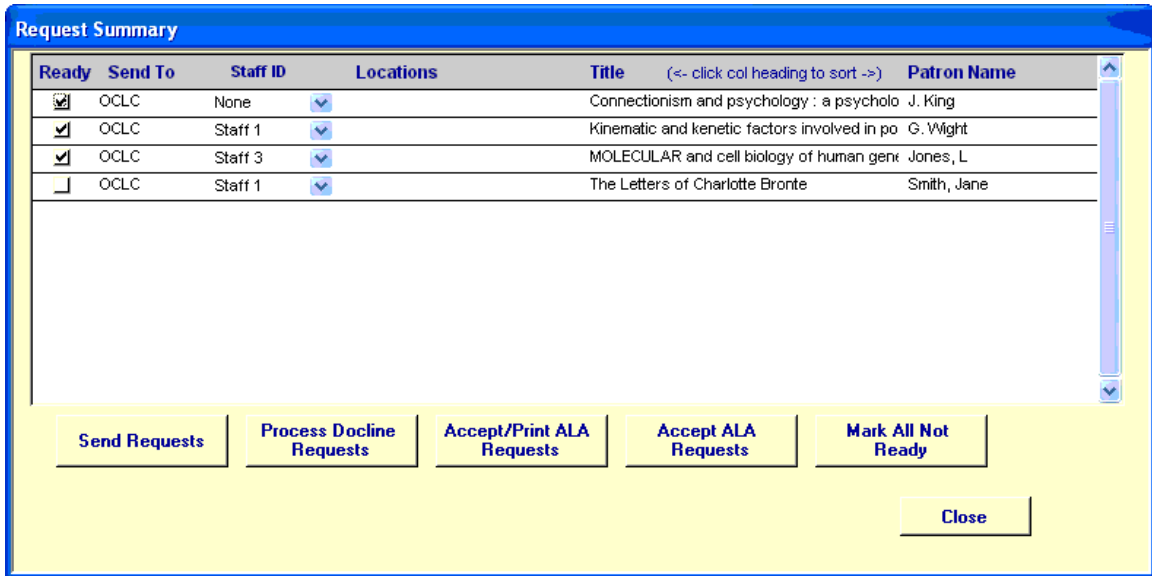 Request Summary
Ready Send To Staff ID Locations Title (<- click col heading to sort ->) Patron Name
OCLC None Connectionism and psychology : a psycholo J. King
OCLC Staff 1 Kinematic and kenetic factors involved in po G. Wight
OCLC Staff 3 MOLECULAR and cell biology of human gene Jones, L
OCLC Staff 1 The Letters of Charlotte Bronte Smith, Jane
Send Requests Process Docline Accept/Print ALA Accept ALA Mark All Not
Requests Requests Requests Ready
Close